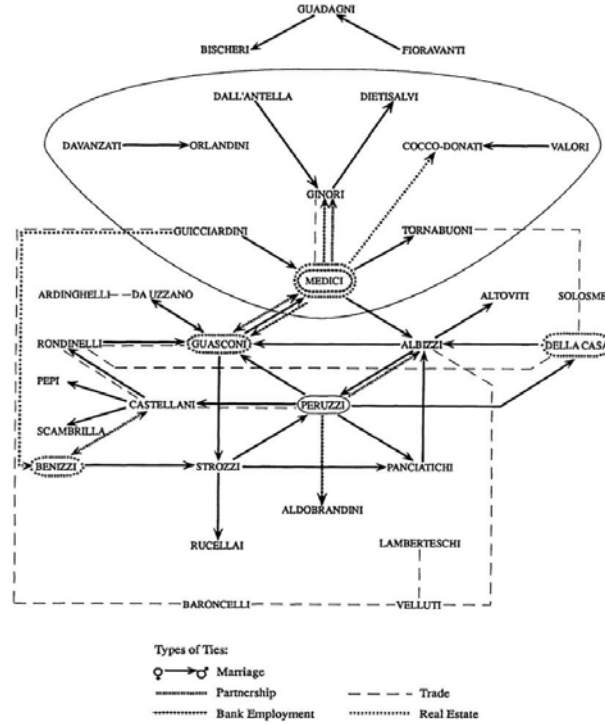 GUADAGNI
BISCHERI FIORAVANTI
DALL'ANTELLA DIETISALVI
DAVANZATI ORLANDINI COCCO-DONATI VALORI
GINORI
GUICCIARDINI TORNABUONI
MEDICI
ARDINGHELLI DA UZZANO ALTOVITI SOLOSMEI
RONDINELLI GUASCONI ALBIZZI DELLA CASA
PEPI
CASTELLANI PERUZZI
SCAMBRILLA
BENIZZI STROZZI PANCIATICHI
ALDOBRANDINI
RUCELLAI LAMBERTESCHI
BARONCELLI VELLUTI
Types of Ties:
♀ ♂ Marriage
Partnership Trade
Bank Employment Real Estate